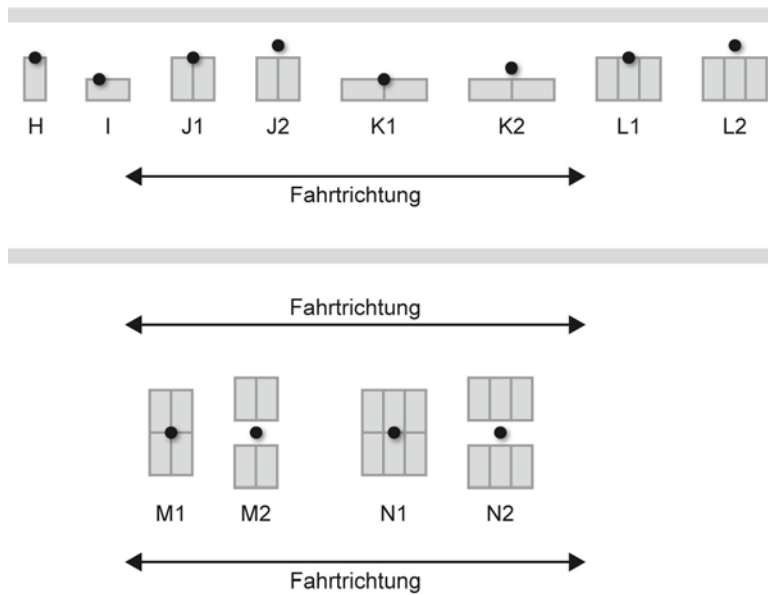 H I J1 J2 K1 K2 L1 L2
Fahrtrichtung
Fahrtrichtung
M1 M2 N1 N2
Fahrtrichtung